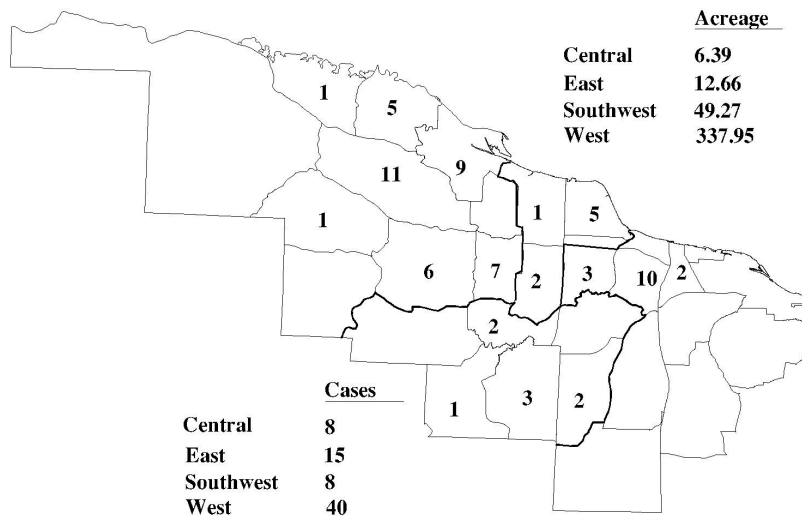 Acreage
Central 6.39
East 12.66
Southwest 49.27
West 337.95
1
5
9
11
1
5
1
6
7
2
3
10
2
2
1
3
2
Cases
Central 8
East 15
Southwest 8
West 40